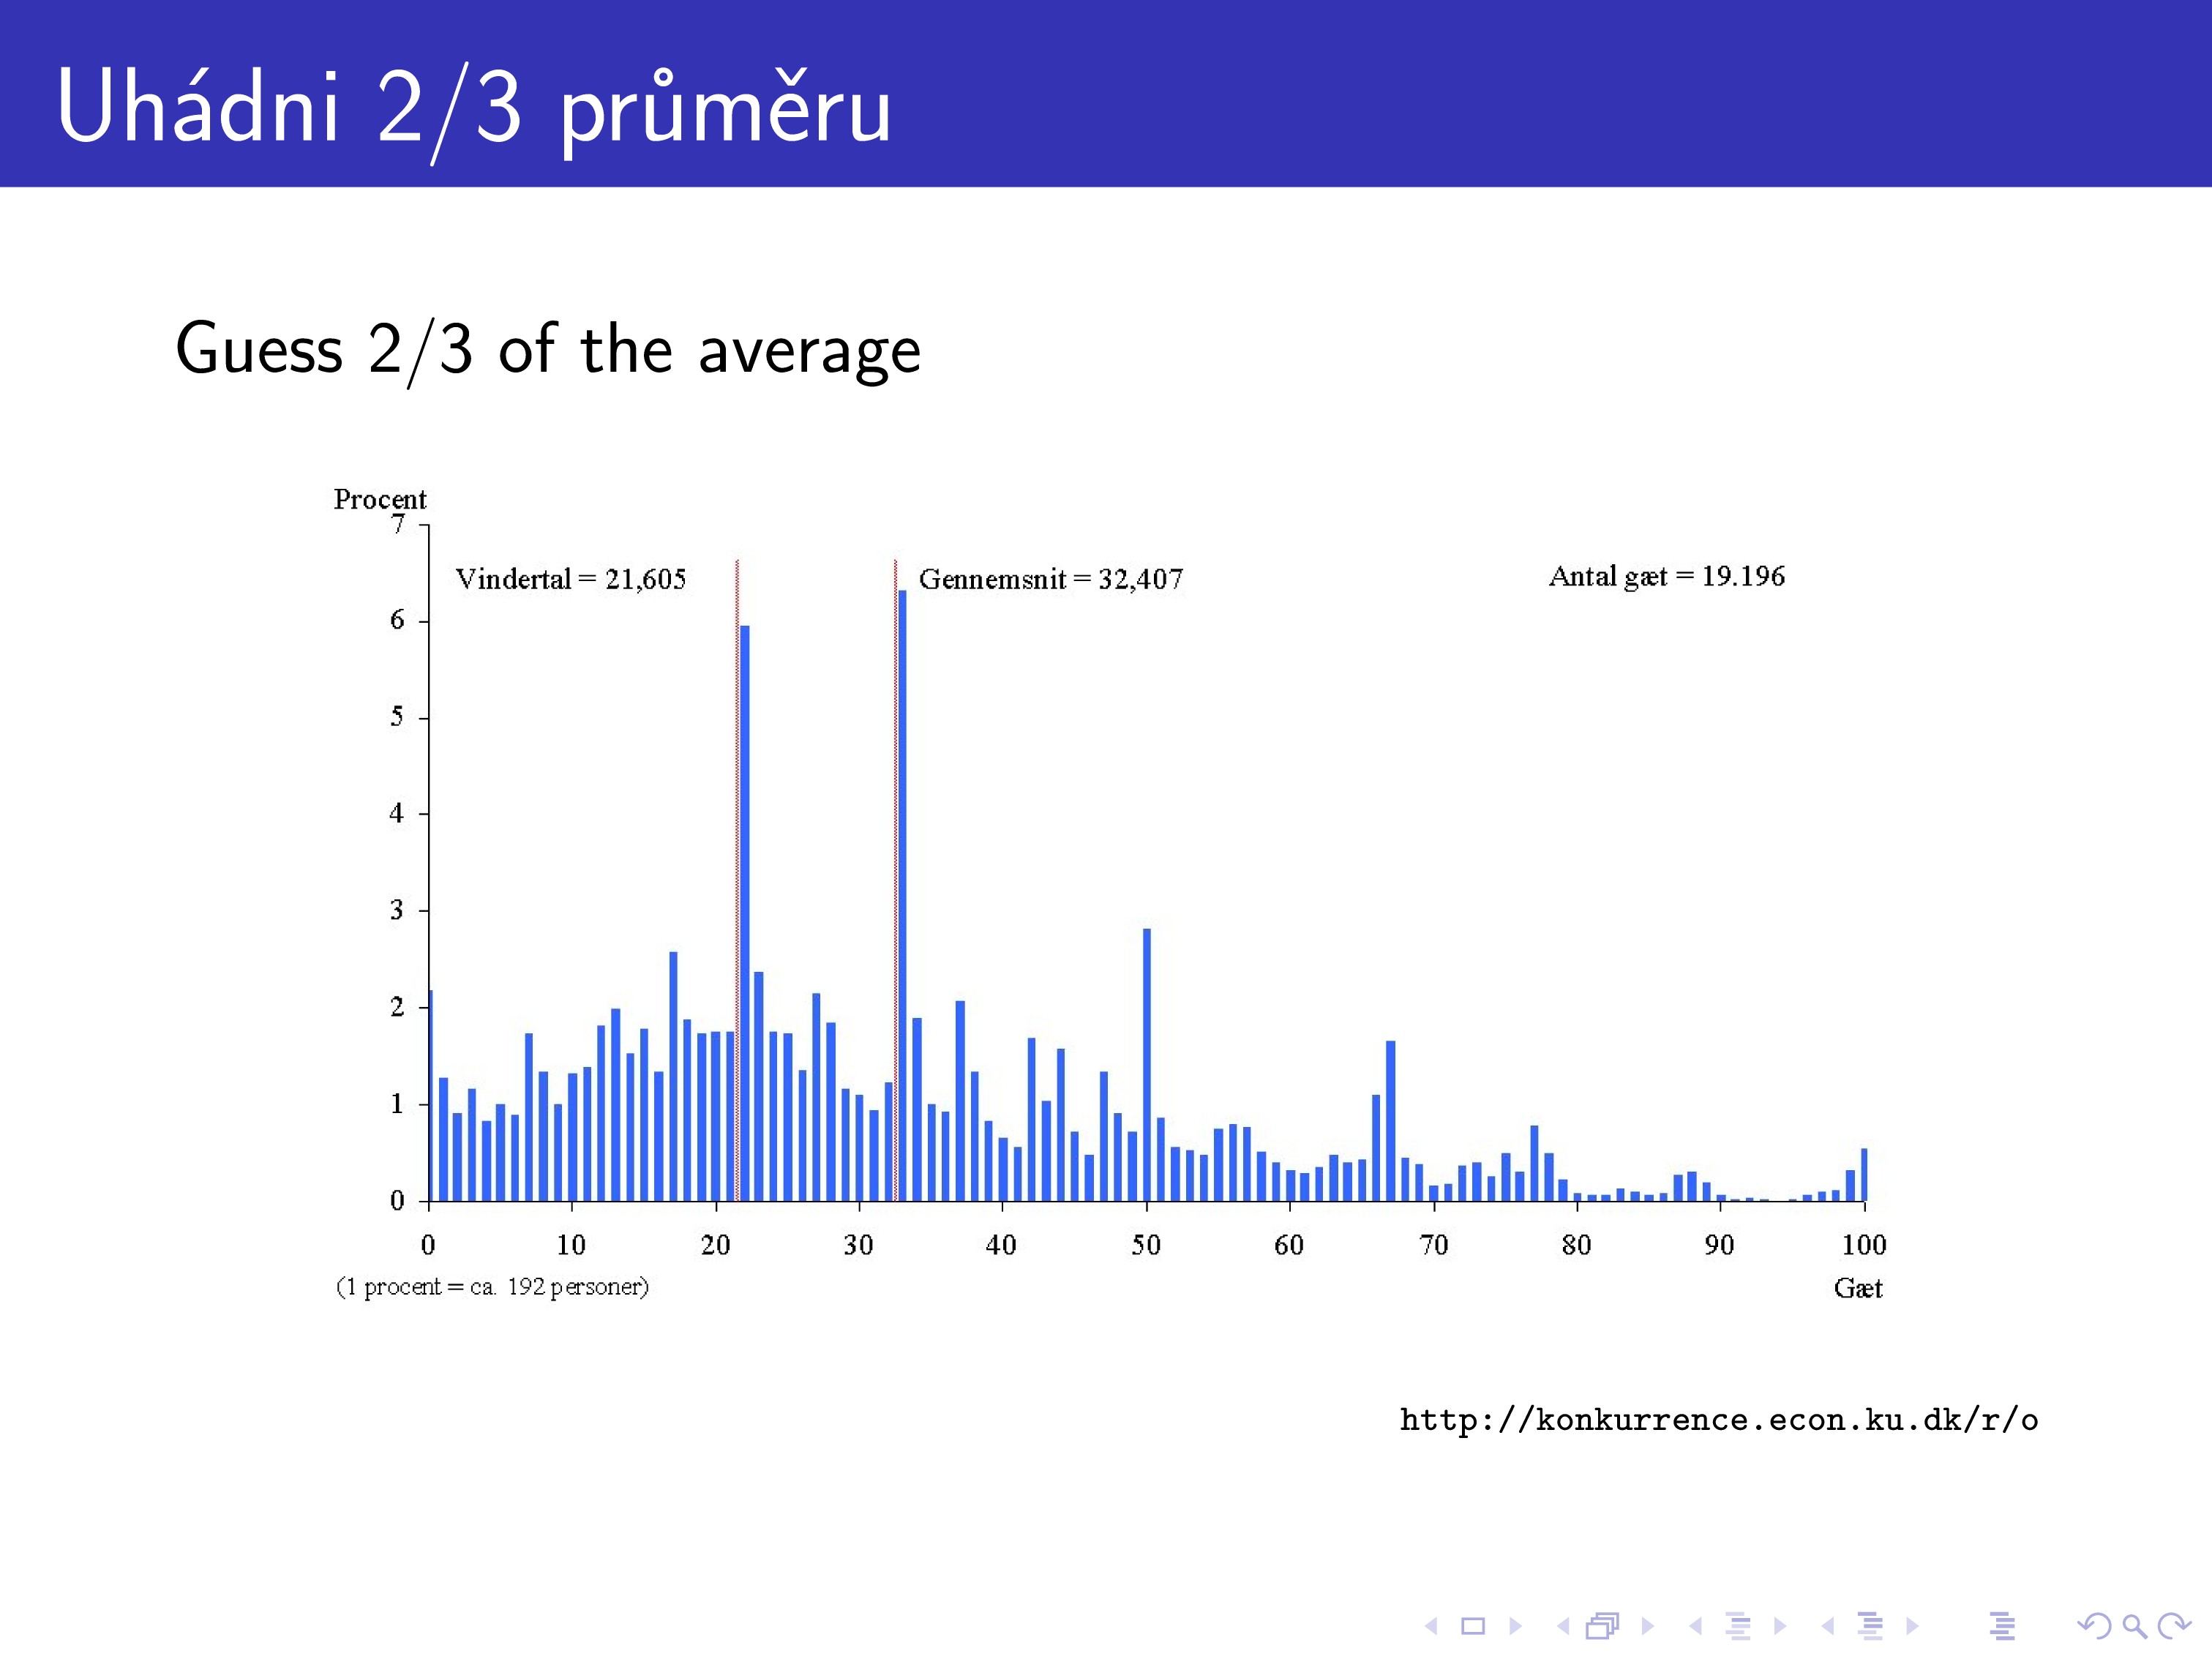 Uhádni 2/3 průměru
Guess 2/3 of the average
Procent
7
Vindertal = 21,605
Gennemsnit = 32,407
Antal gæt = 19.196
6
5
4
3
2
1
0
0 10 20 30 40 50 60 70 80 90 100
(1 procent = ca. 192 personer)
Gæt
http://konkurrence.econ.ku.dk/r/o